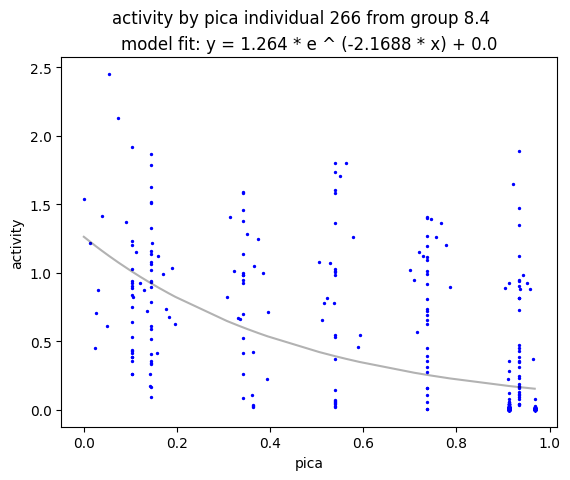 activity by pica individual 266 from group 8.4
model fit: y = 1.264 * e ^ (-2.1688 * x) + 0.0
2.5
2.0
1.5
1.0
0.5
0.0
activity
0.0 0.2 0.4 0.6 0.8 1.0
pica